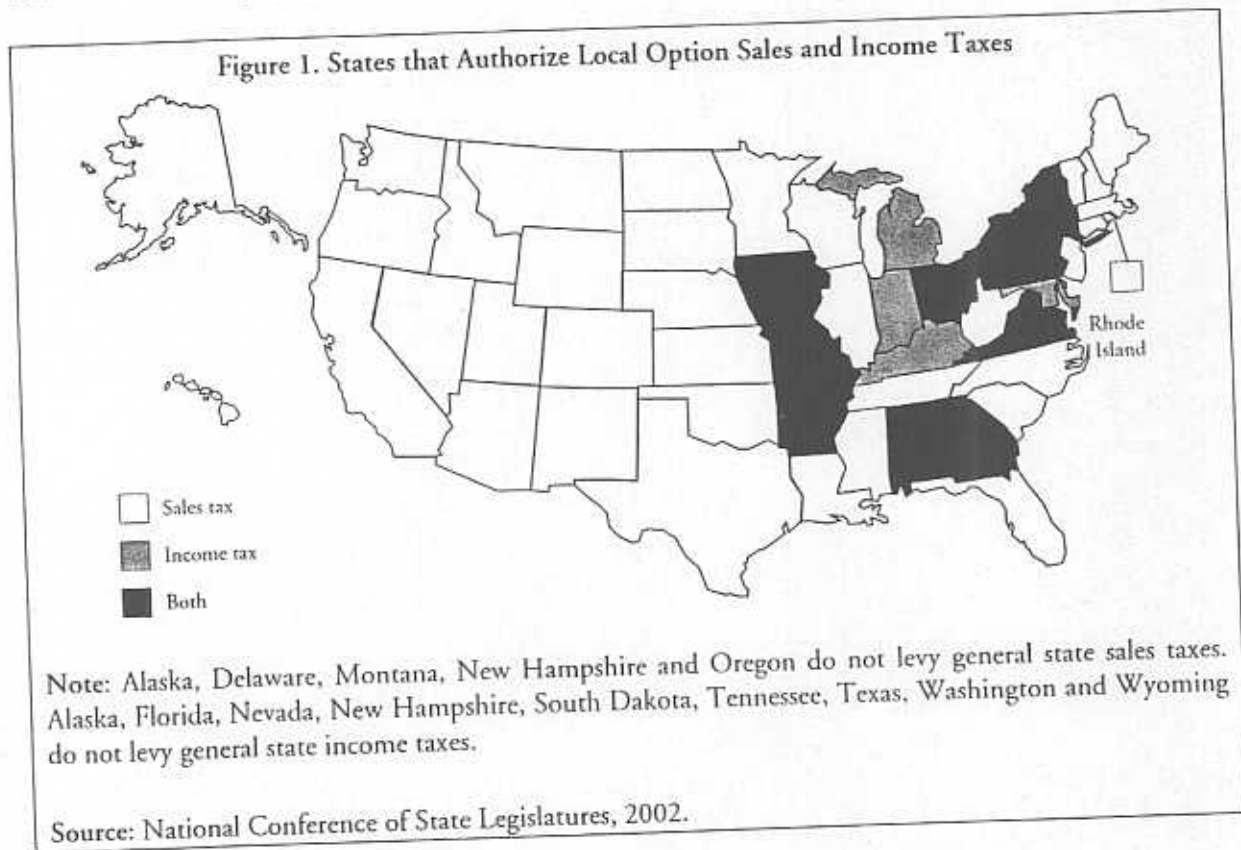 Figure 1. States that Authorize Local Option Sales and Income Taxes
Rhode
Island
Sales tax
Income tax
Both
Note: Alaska, Delaware, Montana, New Hampshire and Oregon do not levy general state sales taxes.
Alaska, Florida, Nevada, New Hampshire, South Dakota, Tennessee, Texas, Washington and Wyoming
do not levy general state income taxes.
Source: National Conference of State Legislatures, 2002.